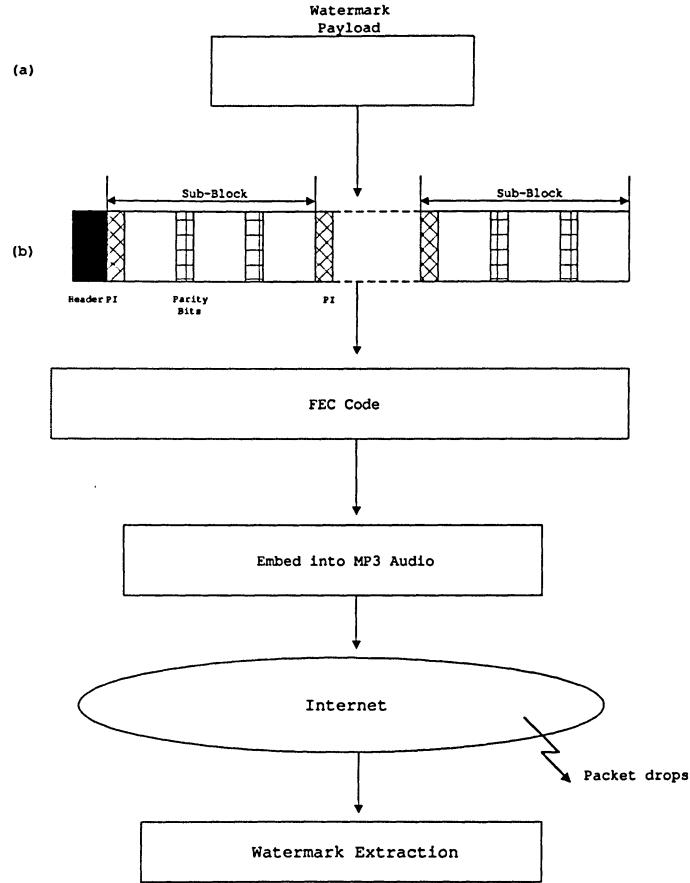 Watermark
Payload
(a)
Sub-Block
Sub-Block
(b)
Header PI
Parity
Bits
PI
FEC Code
Embed into MP3 Audio
Internet
Packet drops
Watermark Extraction